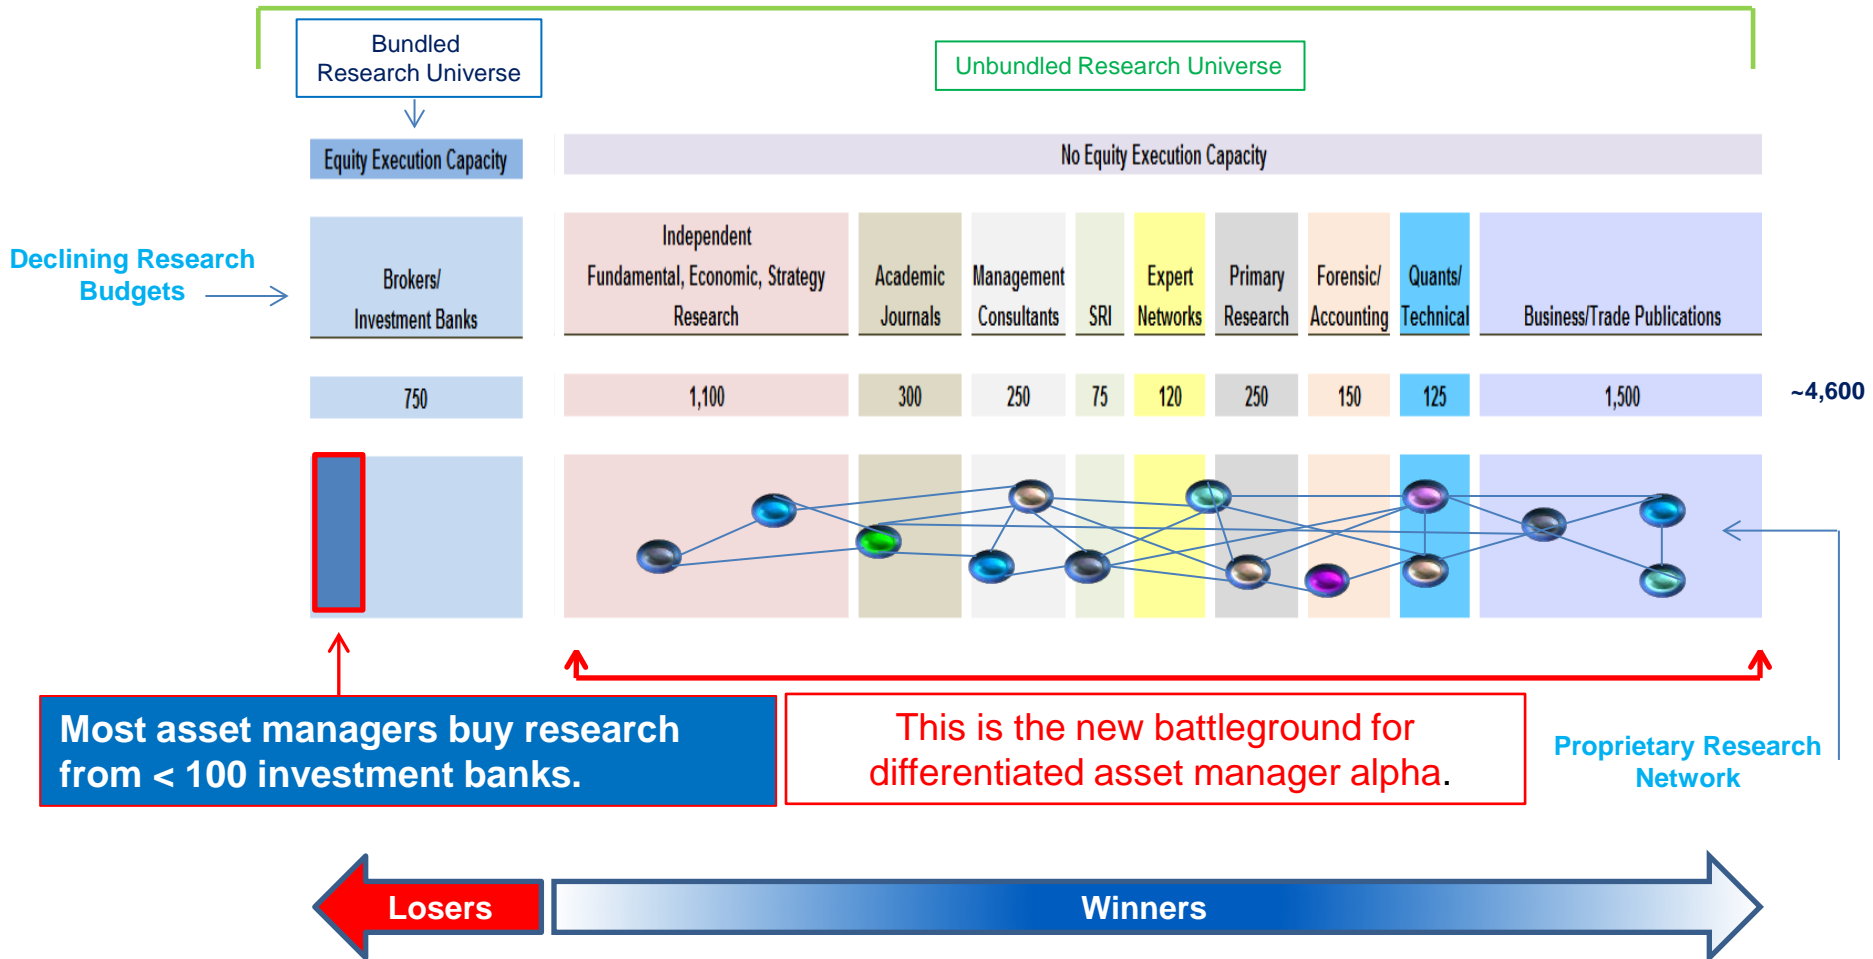 Bundled
Research Universe
Unbundled Research Universe
Equity Execution Capacity
No Equity Execution Capacity
Declining Research
Budgets
Brokers/
Investment Banks
Independent
Fundamental, Economic, Strategy
Research
Academic
Journals
Management
Consultants
SRI
Expert
Networks
Primary
Research
Forensic/
Accounting
Quants/
Technical
Business/Trade Publications
750
1,100
300
250
75
120
250
150
125
1,500
~4,600
Most asset managers buy research
from < 100 investment banks.
This is the new battleground for
differentiated asset manager alpha.
Proprietary Research
Network
Losers
Winners